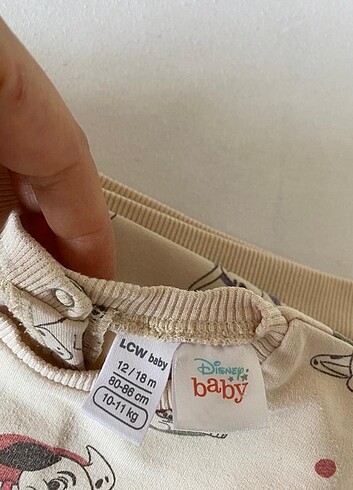 LCW baby
12 / 18 m
80-86 cm
10-11 kg
Disney
baby